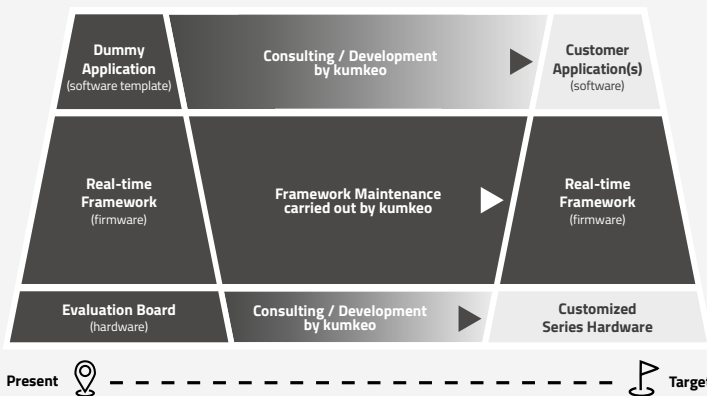 Dummy
Application
(software template)
Consulting / Development
by kumkeo
Customer
Application(s)
(software)
Real-time
Framework
(firmware)
Framework Maintenance
carried out by kumkeo
Real-time
Framework
(firmware)
Evaluation Board
(hardware)
Consulting / Development
by kumkeo
Customized
Series Hardware
Present
Target